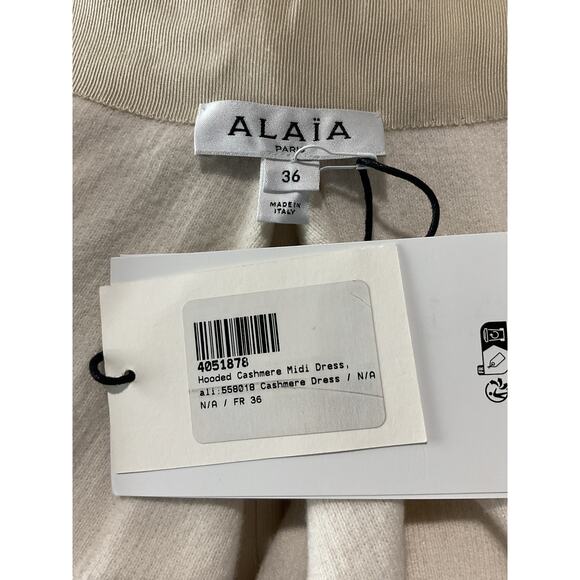 ALAÏA
PARIS
36
MADE IN
ITALY
4051878
Hooded Cashmere Midi Dress,
ali:558018 Cashmere Dress / N/A
N/A / FR 36